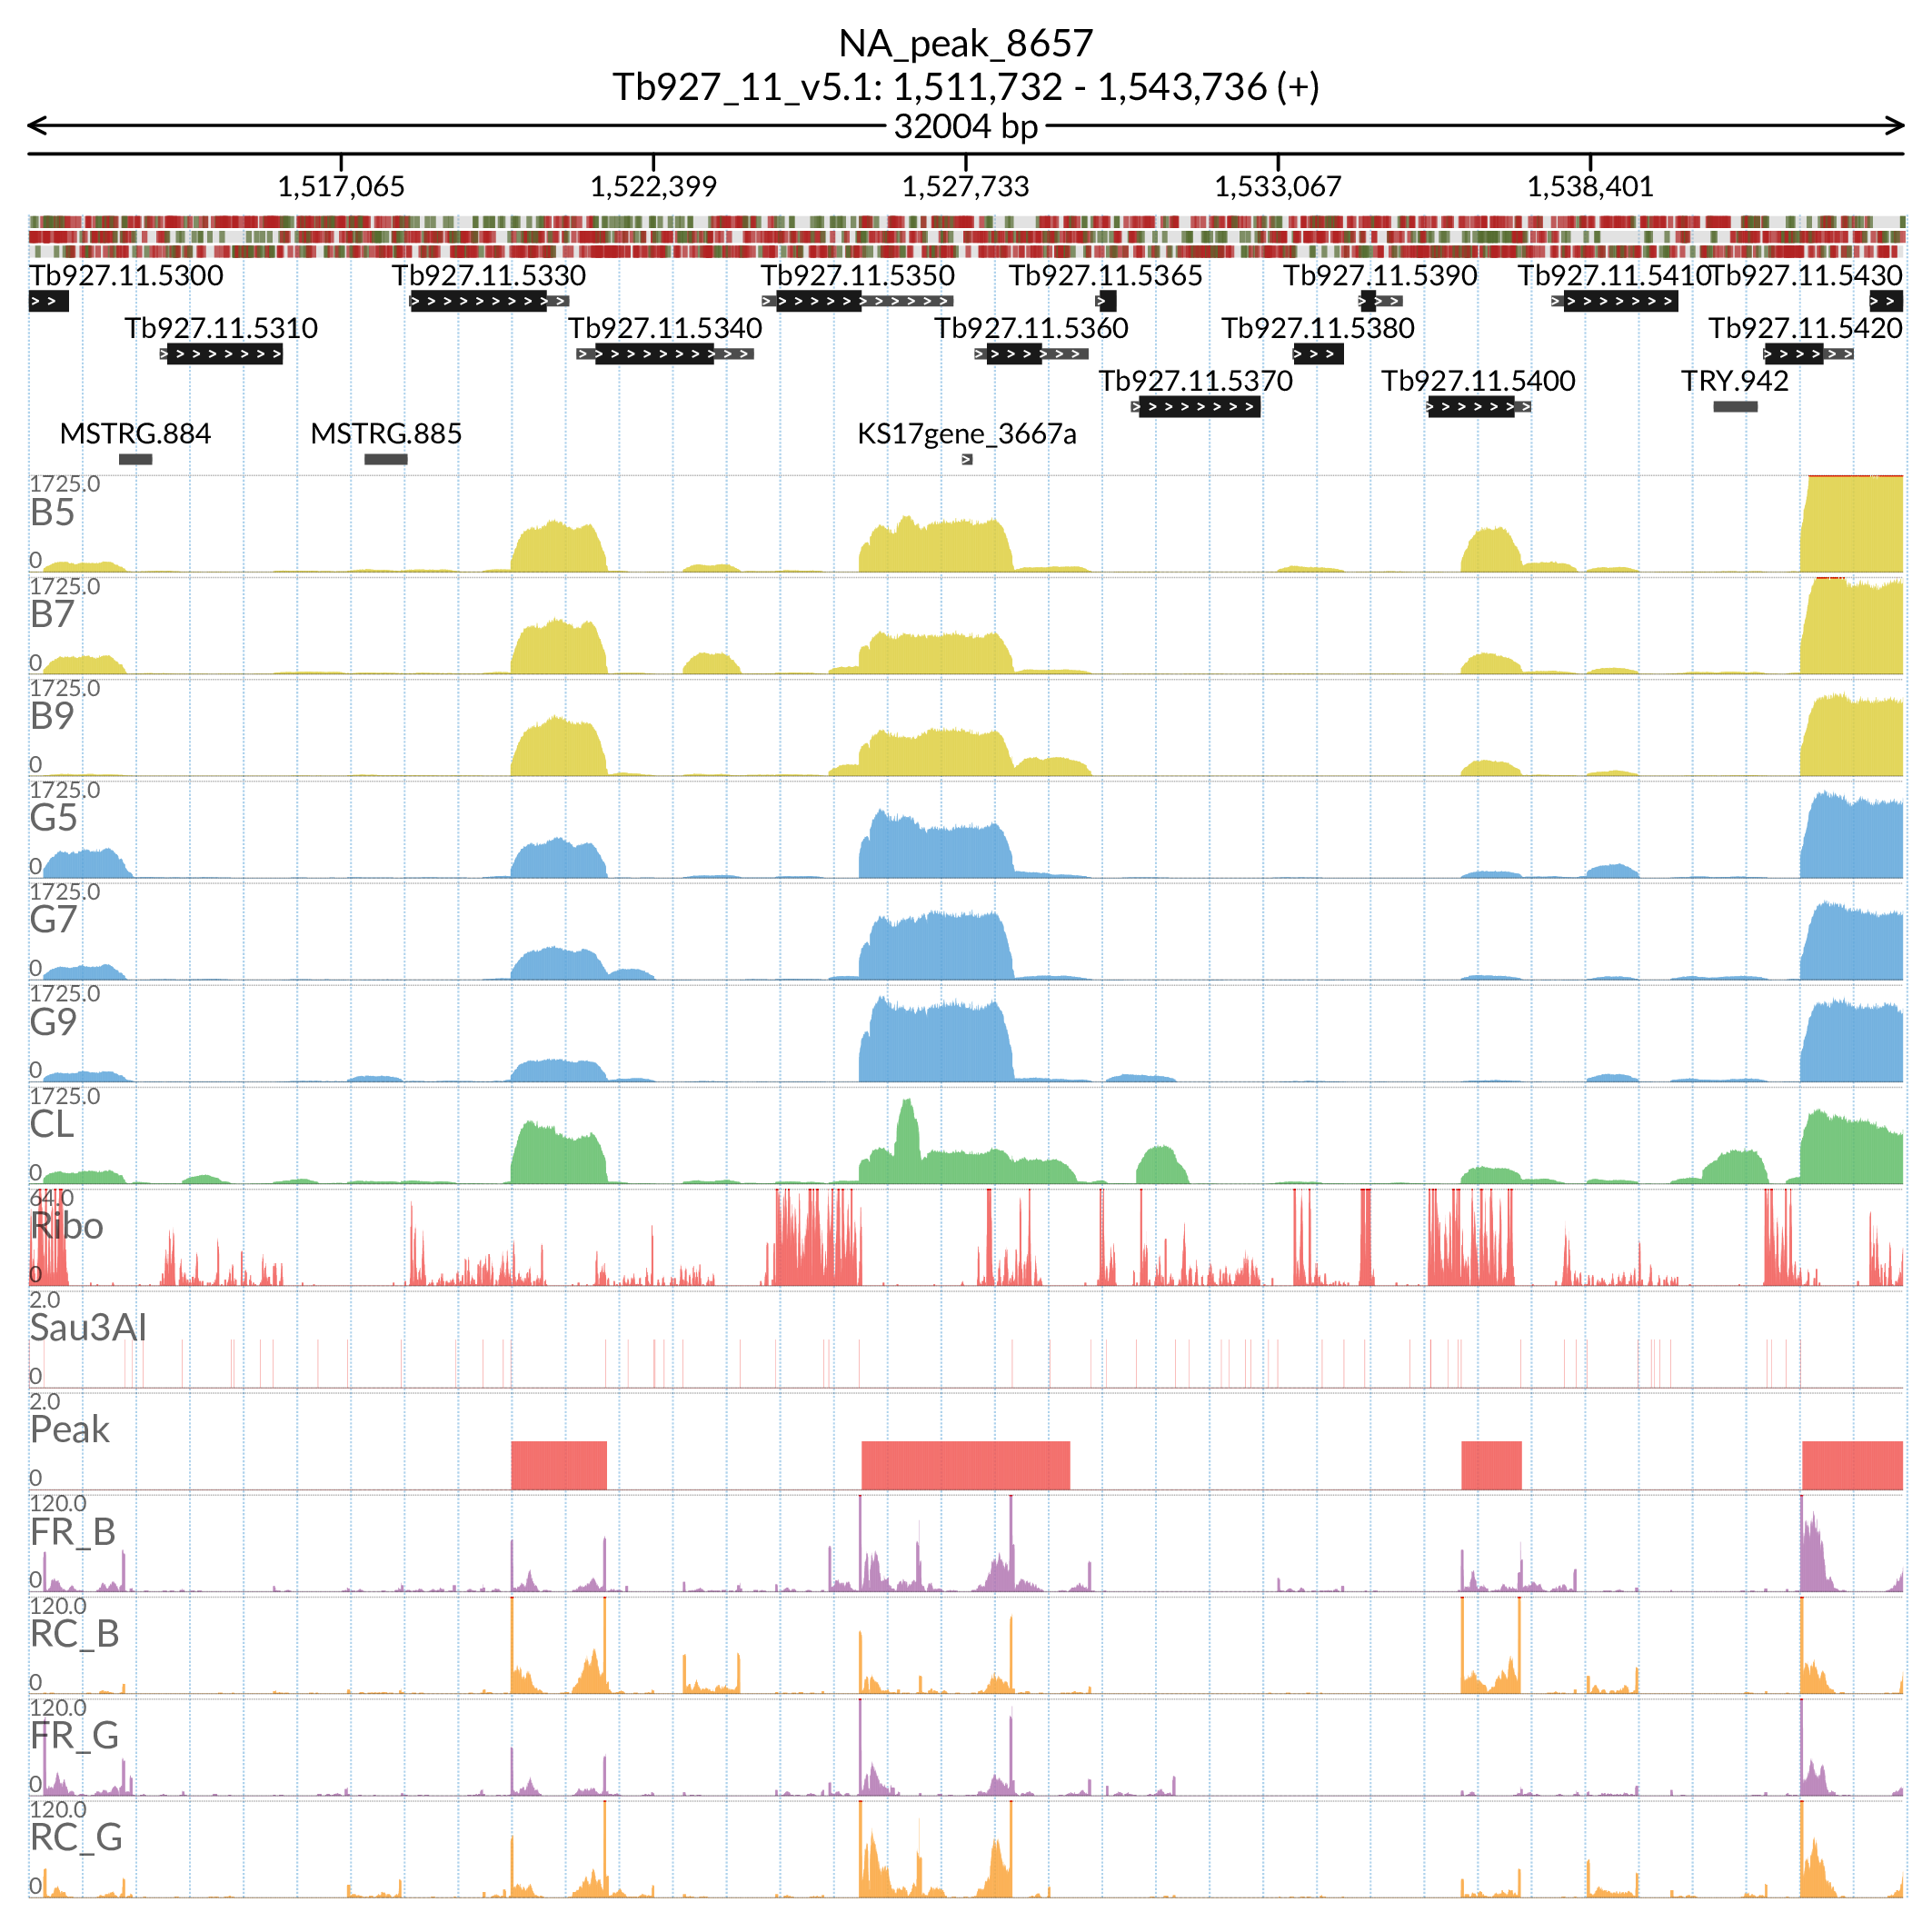 NA_peak_8657
Tb927_11_v5.1: 1,511,732 - 1,543,736 (+)
32004 bp
1,517,065 1,522,399 1,527,733 1,533,067 1,538,401
Tb927.11.5300 Tb927.11.5330 Tb927.11.5350 Tb927.11.5365 Tb927.11.5390 Tb927.11.5410 Tb927.11.5430
Tb927.11.5310 Tb927.11.5340 Tb927.11.5360 Tb927.11.5380 Tb927.11.5420
Tb927.11.5370 Tb927.11.5400 TRY.942
MSTRG.884 MSTRG.885 KS17gene_3667a
1725.0
B5
0
1725.0
B7
0
1725.0
B9
0
1725.0
G5
0
1725.0
G7
0
1725.0
G9
0
1725.0
CL
0
64.0
Ribo
0
2.0
Sau3AI
0
2.0
Peak
0
120.0
FR_B
0
120.0
RC_B
0
120.0
FR_G
0
120.0
RC_G
0